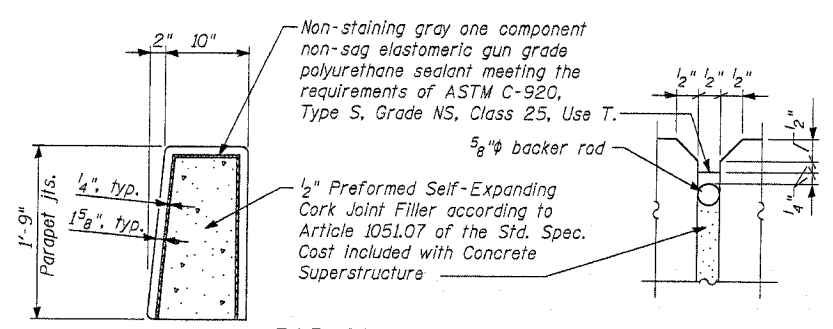 2"
10"
Non-staining gray one component
non-sag elastomeric gun grade
polyurethane sealant meeting the
requirements of ASTM C-920,
Type S, Grade NS, Class 25, Use T.
5/8"ϕ backer rod
1/2" Preformed Self-Expanding
Cork Joint Filler according to
Article 1051.07 of the Std. Spec.
Cost included with Concrete
Superstructure
1'-9"
Parapet jts.
1/4", typ.
1 5/8", typ.
1/2" 1/2" 1/2"
1/2"
1/4"